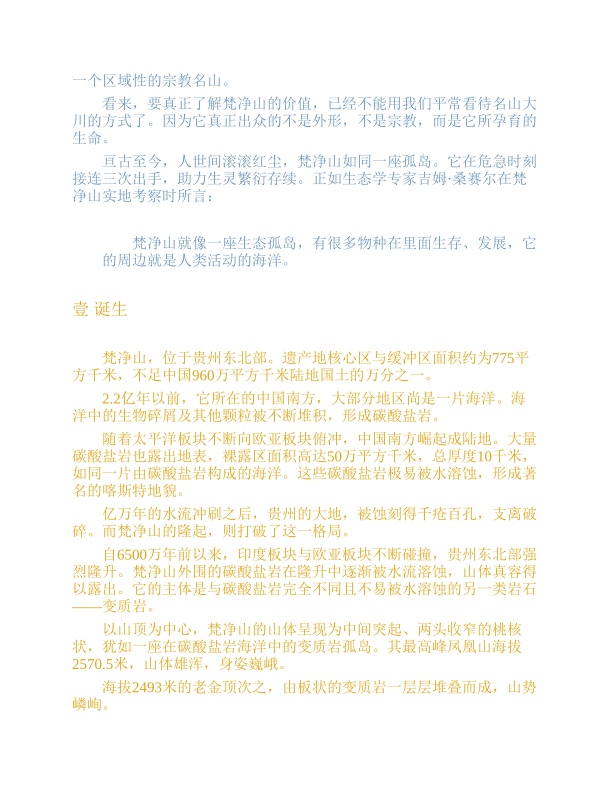 一个区域性的宗教名山。
看来，要真正了解梵净山的价值，已经不能用我们平常看待名山大
川的方式了。因为它真正出众的不是外形，不是宗教，而是它所孕育的
生命。
亘古至今，人世间滚滚红尘，梵净山如同一座孤岛。它在危急时刻
接连三次出手，助力生灵繁衍存续。正如生态学专家吉姆·桑赛尔在梵
净山实地考察时所言：
梵净山就像一座生态孤岛，有很多物种在里面生存、发展，它
的周边就是人类活动的海洋。
壹 诞生
梵净山，位于贵州东北部。遗产地核心区与缓冲区面积约为775平
方千米，不足中国960万平方千米陆地国土的万分之一。
2.2亿年以前，它所在的中国南方，大部分地区尚是一片海洋。海
洋中的生物碎屑及其他颗粒被不断堆积，形成碳酸盐岩。
随着太平洋板块不断向欧亚板块俯冲，中国南方崛起成陆地。大量
碳酸盐岩也露出地表，裸露区面积高达50万平方千米，总厚度10千米，
如同一片由碳酸盐岩构成的海洋。这些碳酸盐岩极易被水溶蚀，形成著
名的喀斯特地貌。
亿万年的水流冲刷之后，贵州的大地，被蚀刻得千疮百孔，支离破
碎。而梵净山的隆起，则打破了这一格局。
自6500万年前以来，印度板块与欧亚板块不断碰撞，贵州东北部强
烈隆升。梵净山外围的碳酸盐岩在隆升中逐渐被水流溶蚀，山体真容得
以露出。它的主体是与碳酸盐岩完全不同且不易被水溶蚀的另一类岩石
——变质岩。
以山顶为中心，梵净山的山体呈现为中间突起、两头收窄的桃核
状，犹如一座在碳酸盐岩海洋中的变质岩孤岛。其最高峰凤凰山海拔
2570.5米，山体雄浑，身姿巍峨。
海拔2493米的老金顶次之，由板状的变质岩一层层堆叠而成，山势
嶙峋。